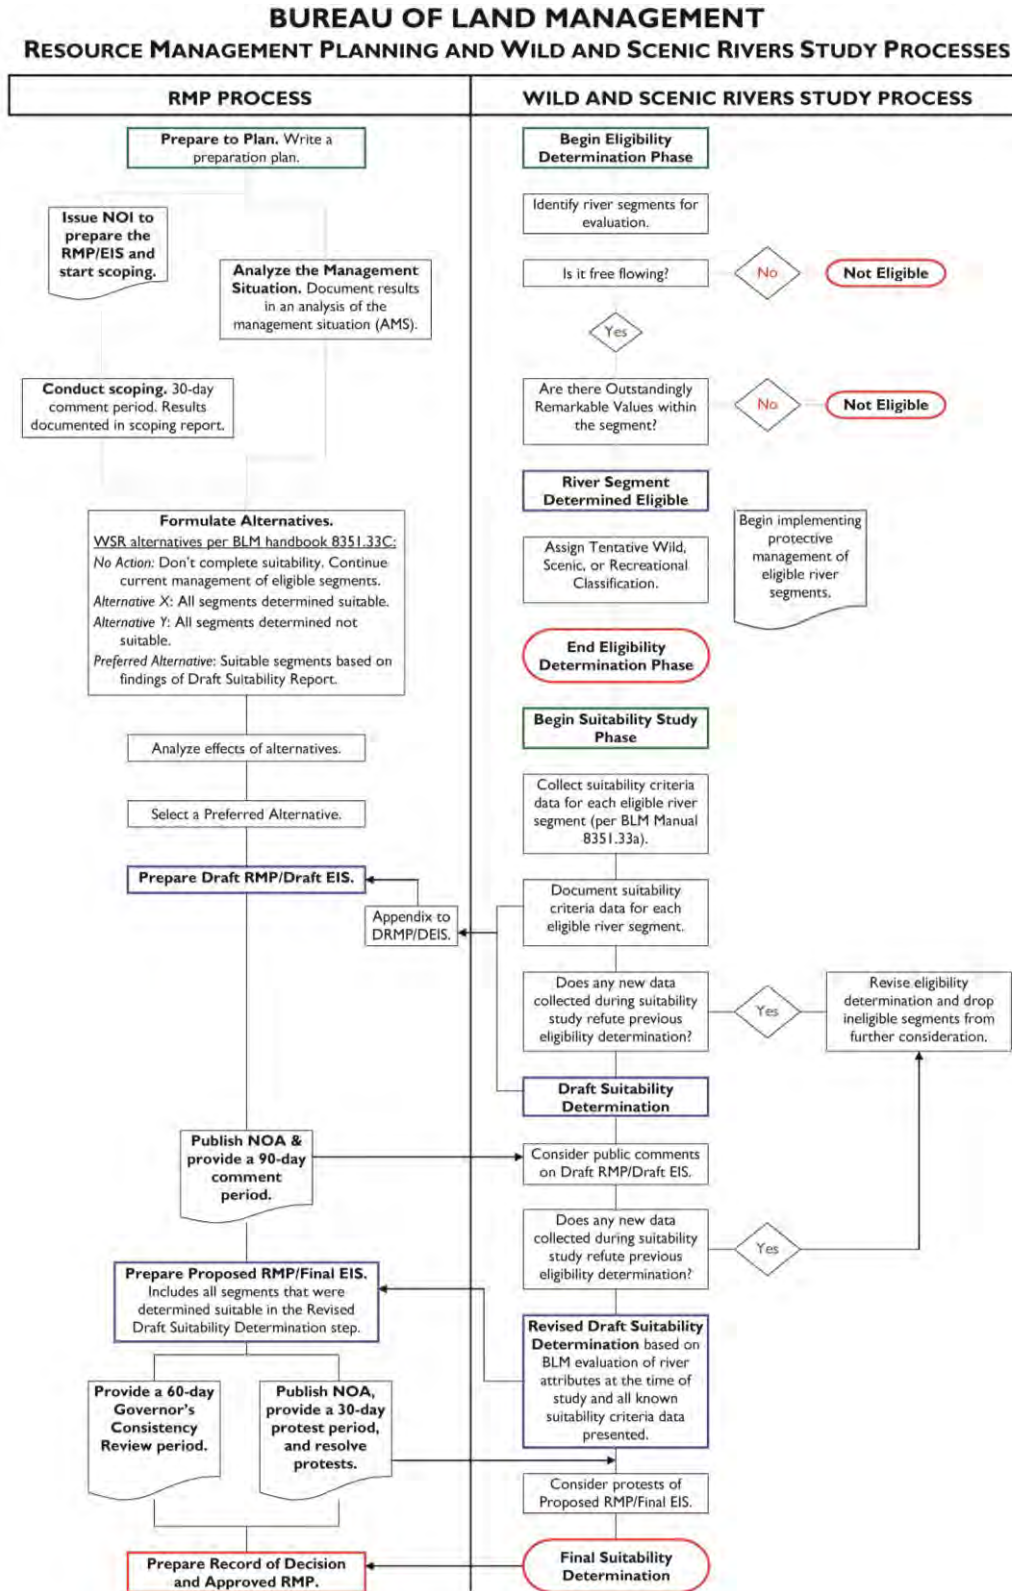 BUREAU OF LAND MANAGEMENT
RESOURCE MANAGEMENT PLANNING AND WILD AND SCENIC RIVERS STUDY PROCESSES
RMP PROCESS
Prepare to Plan. Write a
preparation plan.
Issue NOI to
prepare the
RMP/EIS and
start scoping.
Analyze the Management
Situation. Document results
in an analysis of the
management situation (AMS).
Conduct scoping. 30-day
comment period. Results
documented in scoping report.
Formulate Alternatives.
WSR alternatives per BLM handbook 8351.33C:
No Action: Don't complete suitability. Continue
current management of eligible segments.
Alternative X: All segments determined suitable.
Alternative Y: All segments determined not
suitable.
Preferred Alternative: Suitable segments based on
findings of Draft Suitability Report.
Analyze effects of alternatives.
Select a Preferred Alternative.
Prepare Draft RMP/Draft EIS.
Appendix to
DRMP/DEIS.
Publish NOA &
provide a 90-day
comment
period.
Prepare Proposed RMP/Final EIS.
Includes all segments that were
determined suitable in the Revised
Draft Suitability Determination step.
Provide a 60-day
Governor's
Consistency
Review period.
Publish NOA,
provide a 30-day
protest period,
and resolve
protests.
Prepare Record of Decision
and Approved RMP.
WILD AND SCENIC RIVERS STUDY PROCESS
Begin Eligibility
Determination Phase
Identify river segments for
evaluation.
Is it free flowing?
No
Not Eligible
Yes
Are there Outstandingly
Remarkable Values within
the segment?
No
Not Eligible
River Segment
Determined Eligible
Begin implementing
protective
management of
eligible river
segments.
Assign Tentative Wild,
Scenic, or Recreational
Classification.
End Eligibility
Determination Phase
Begin Suitability Study
Phase
Collect suitability criteria
data for each eligible river
segment (per BLM Manual
8351.33a).
Document suitability
criteria data for each
eligible river segment.
Does any new data
collected during suitability
study refute previous
eligibility determination?
Yes
Revise eligibility
determination and drop
ineligible segments from
further consideration.
Draft Suitability
Determination
Consider public comments
on Draft RMP/Draft EIS.
Does any new data
collected during suitability
study refute previous
eligibility determination?
Yes
Revised Draft Suitability
Determination based on
BLM evaluation of river
attributes at the time of
study and all known
suitability criteria data
presented.
Consider protests of
Proposed RMP/Final EIS.
Final Suitability
Determination